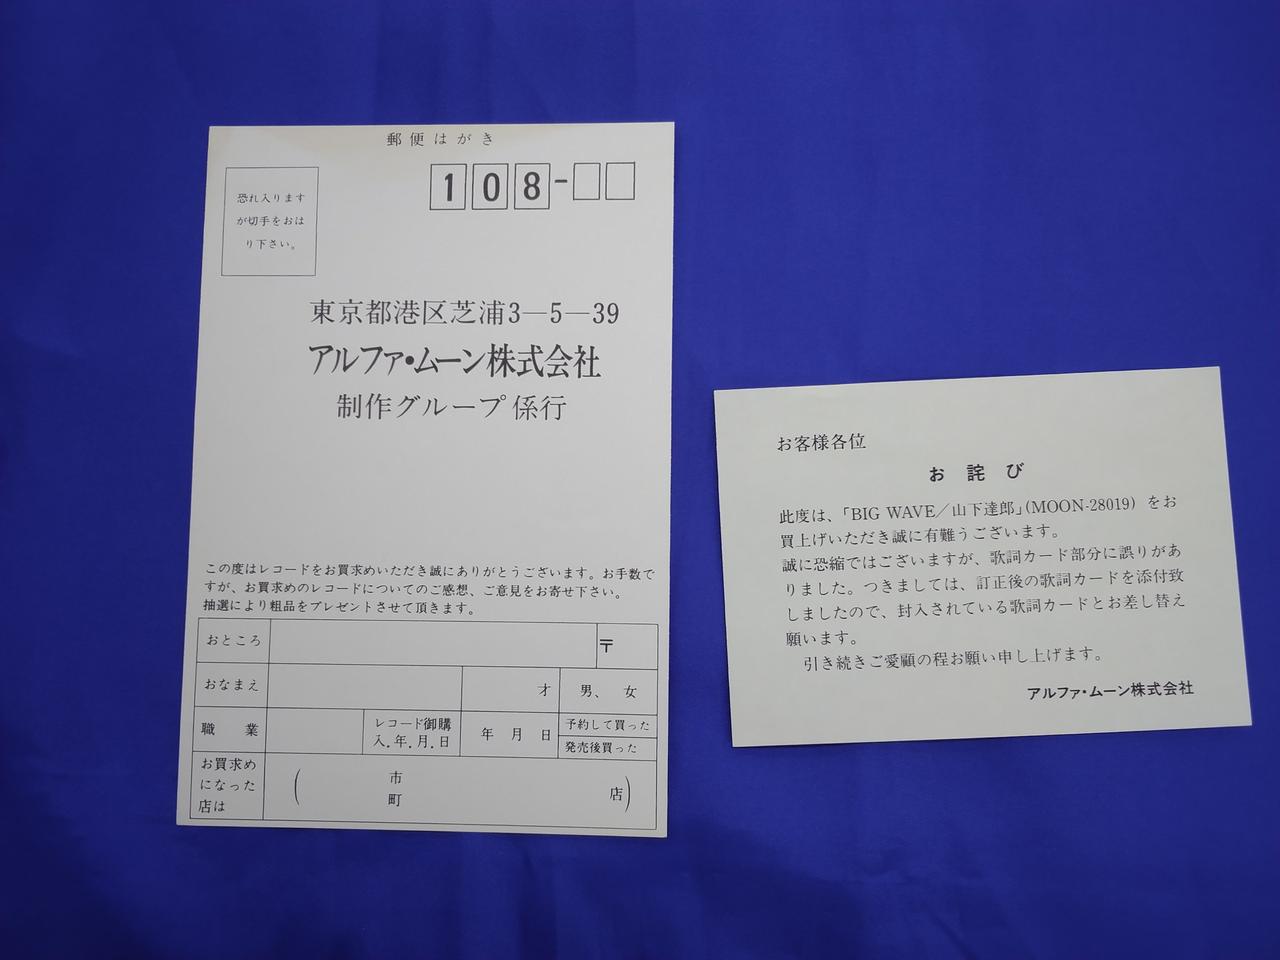 郵便はがき
108-
恐れ入ります
が切手をおは
り下さい。
東京都港区芝浦3―5―39
アルファ・ムーン株式会社
制作グループ 係行
この度はレコードをお買求めいただき誠にありがとうございます。お手数で
すが、お買求めのレコードについてのご感想、ご意見をお寄せ下さい。
抽選により粗品をプレゼントさせて頂きます。
おところ 〒
おなまえ 才 男、 女
職 業 レコード御購
入.年.月.日 年 月 日 予約して買った
発売後買った
お買求め
になった
店は
( 市
町 店)
お客様各位
お 詫 び
此度は、「BIG WAVE/山下達郎」(MOON-28019) をお
買上げいただき誠に有難うございます。
誠に恐縮ではございますが、歌詞カード部分に誤りがあ
りました。つきましては、訂正後の歌詞カードを添付致
しましたので、封入されている歌詞カードとお差し替え
願います。
引き続きご愛顧の程お願い申し上げます。
アルファ・ムーン株式会社